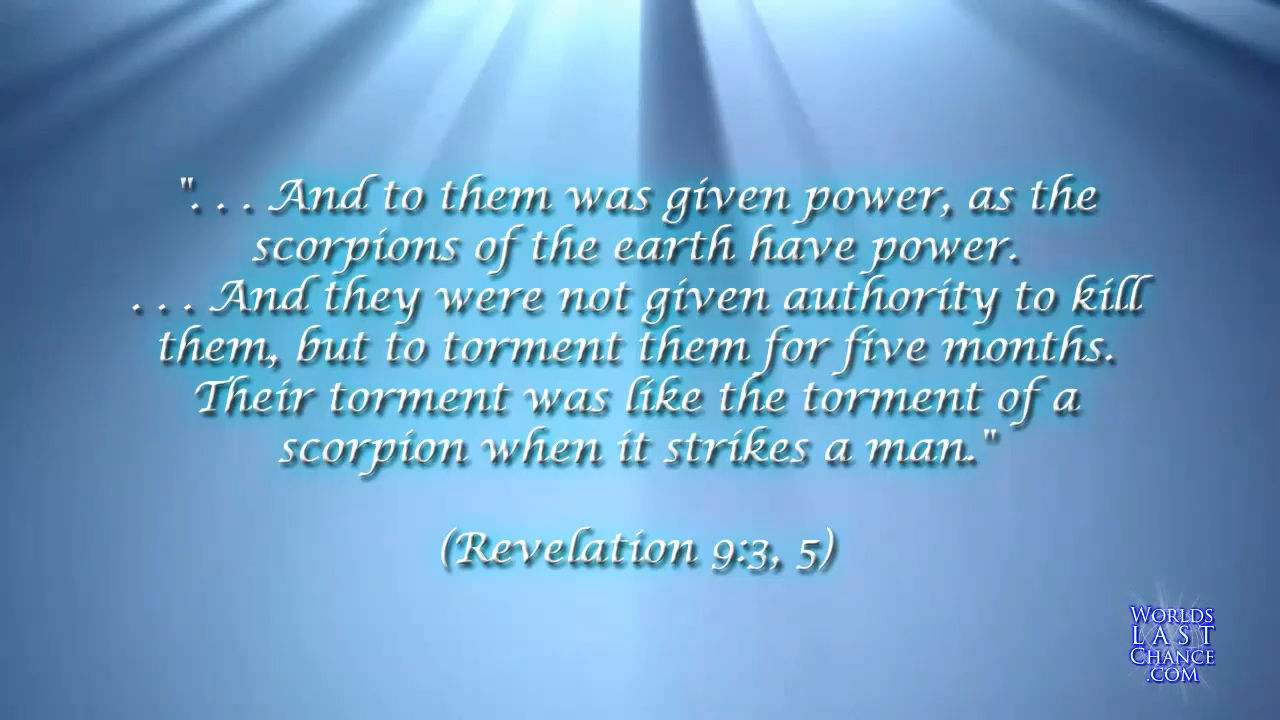 ". . . And to them was given power, as the
scorpions of the earth have power.
. . . And they were not given authority to kill
them, but to torment them for five months.
Their torment was like the torment of a
scorpion when it strikes a man."
(Revelation 9:3, 5)
WORLDS
LAST
CHANCE
.COM